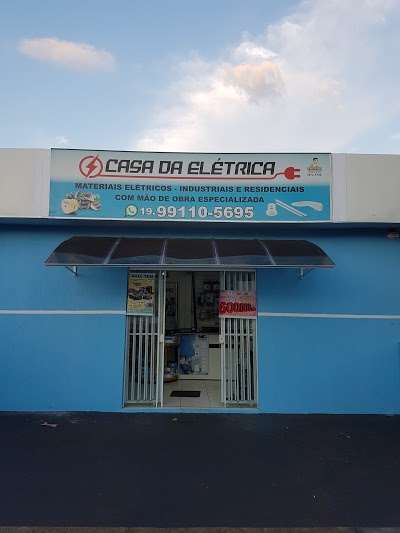 CASA DA ELÉTRICA
MATERIAIS ELÉTRICOS - INDUSTRIAIS E RESIDENCIAIS
COM MÃO DE OBRA ESPECIALIZADA
19.99110-5695